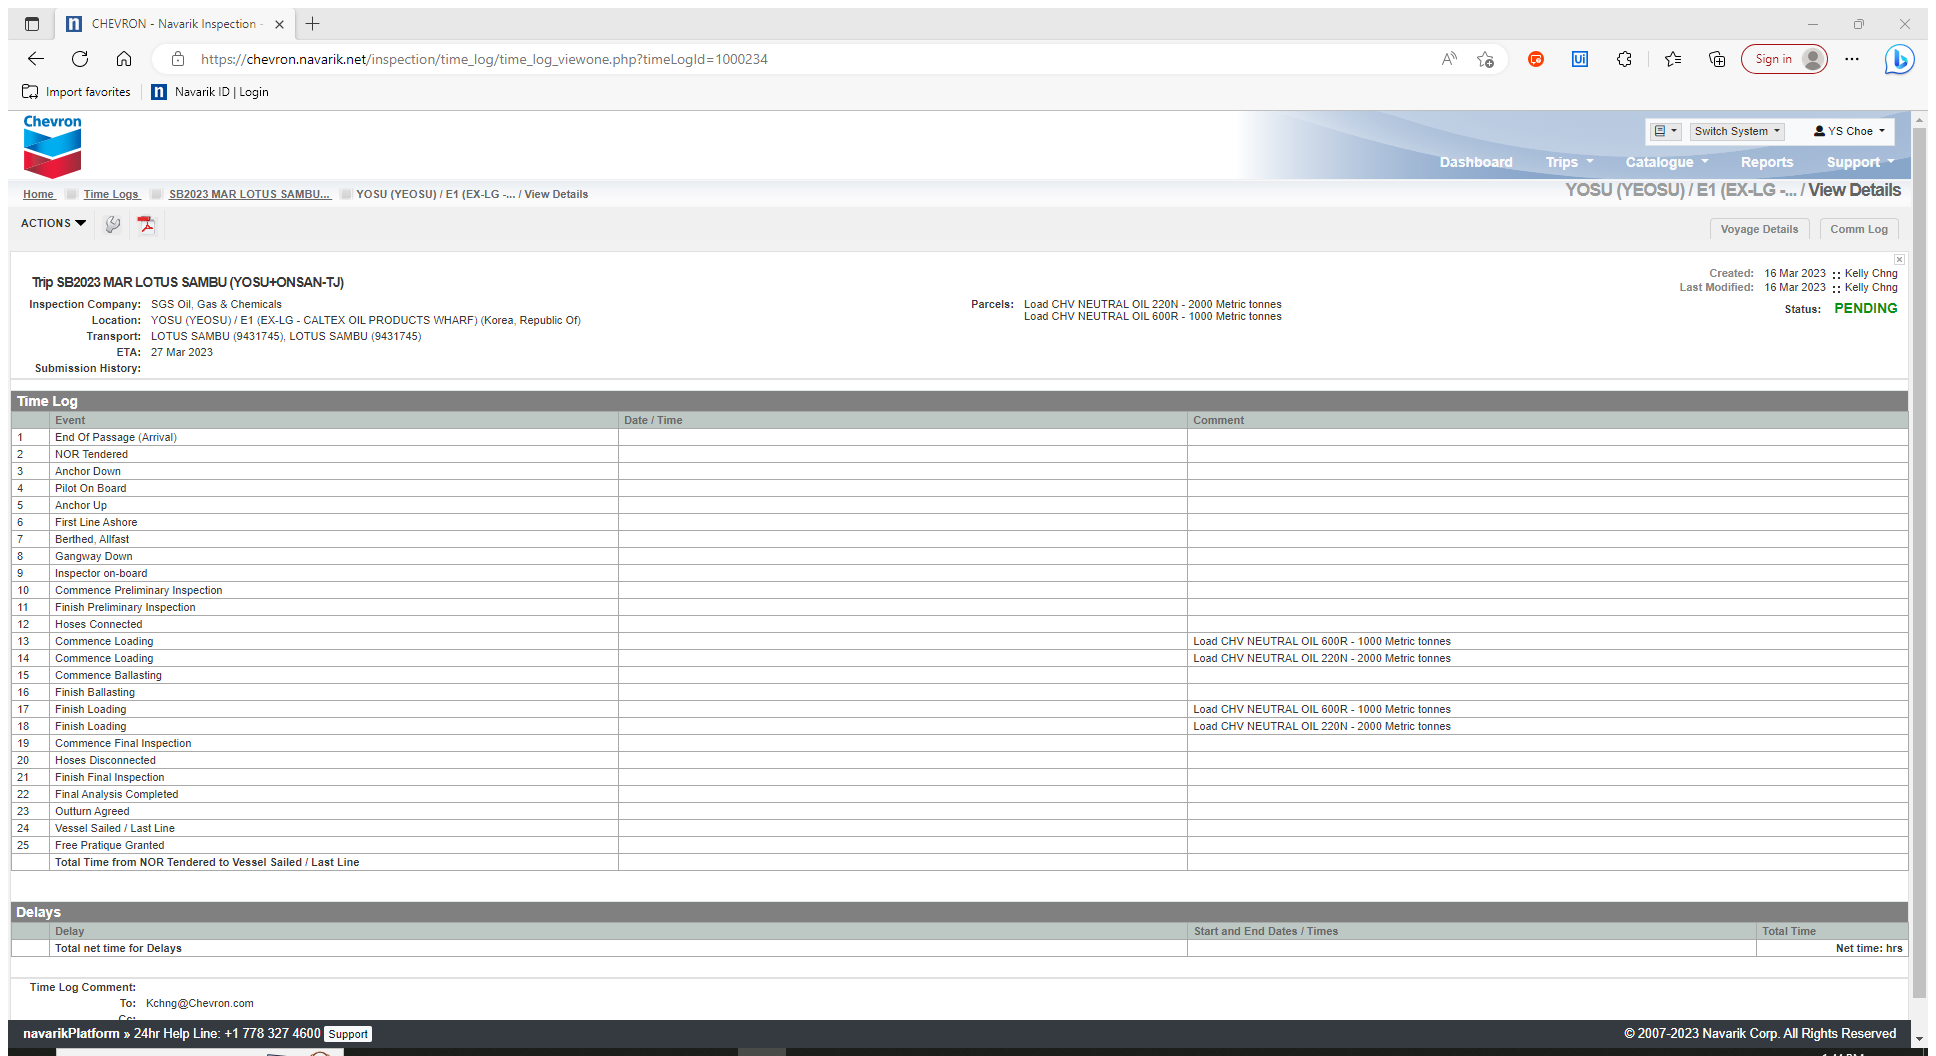 CHEVRON - Navarik Inspection -
https://chevron.navarik.net/inspection/time_log/time_log_viewone.php?timeLogId=1000234
Sign in
Import favorites
Navarik ID | Login
Chevron
Switch System
YS Choe
Dashboard Trips Catalogue Reports Support
Home Time Logs SB2023 MAR LOTUS SAMBU... YOSU (YEOSU) / E1 (EX-LG -... / View Details
YOSU (YEOSU) / E1 (EX-LG -... / View Details
ACTIONS
Voyage Details Comm Log
Trip SB2023 MAR LOTUS SAMBU (YOSU+ONSAN-TJ)
Created: 16 Mar 2023 :: Kelly Chng
Last Modified: 16 Mar 2023 :: Kelly Chng
Status: PENDING
Inspection Company: SGS Oil, Gas & Chemicals
Location: YOSU (YEOSU) / E1 (EX-LG - CALTEX OIL PRODUCTS WHARF) (Korea, Republic Of)
Transport: LOTUS SAMBU (9431745), LOTUS SAMBU (9431745)
ETA: 27 Mar 2023
Submission History:
Parcels: Load CHV NEUTRAL OIL 220N - 2000 Metric tonnes
Load CHV NEUTRAL OIL 600R - 1000 Metric tonnes
Time Log
Event Date / Time Comment
1 End Of Passage (Arrival)
2 NOR Tendered
3 Anchor Down
4 Pilot On Board
5 Anchor Up
6 First Line Ashore
7 Berthed, Allfast
8 Gangway Down
9 Inspector on-board
10 Commence Preliminary Inspection
11 Finish Preliminary Inspection
12 Hoses Connected
13 Commence Loading Load CHV NEUTRAL OIL 600R - 1000 Metric tonnes
14 Commence Loading Load CHV NEUTRAL OIL 220N - 2000 Metric tonnes
15 Commence Ballasting
16 Finish Ballasting
17 Finish Loading Load CHV NEUTRAL OIL 600R - 1000 Metric tonnes
18 Finish Loading Load CHV NEUTRAL OIL 220N - 2000 Metric tonnes
19 Commence Final Inspection
20 Hoses Disconnected
21 Finish Final Inspection
22 Final Analysis Completed
23 Outturn Agreed
24 Vessel Sailed / Last Line
25 Free Pratique Granted
Total Time from NOR Tendered to Vessel Sailed / Last Line
Delays
Delay Start and End Dates / Times Total Time
Total net time for Delays Net time: hrs
Time Log Comment:
To: Kchng@Chevron.com
navarikPlatform » 24hr Help Line: +1 778 327 4600 Support
© 2007-2023 Navarik Corp. All Rights Reserved